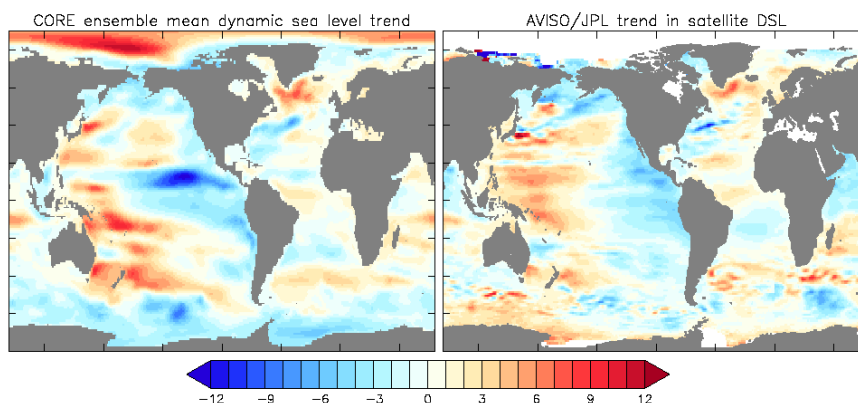 CORE ensemble mean dynamic sea level trend
AVISO/JPL trend in satellite DSL
−12 −9 −6 −3 0 3 6 9 12